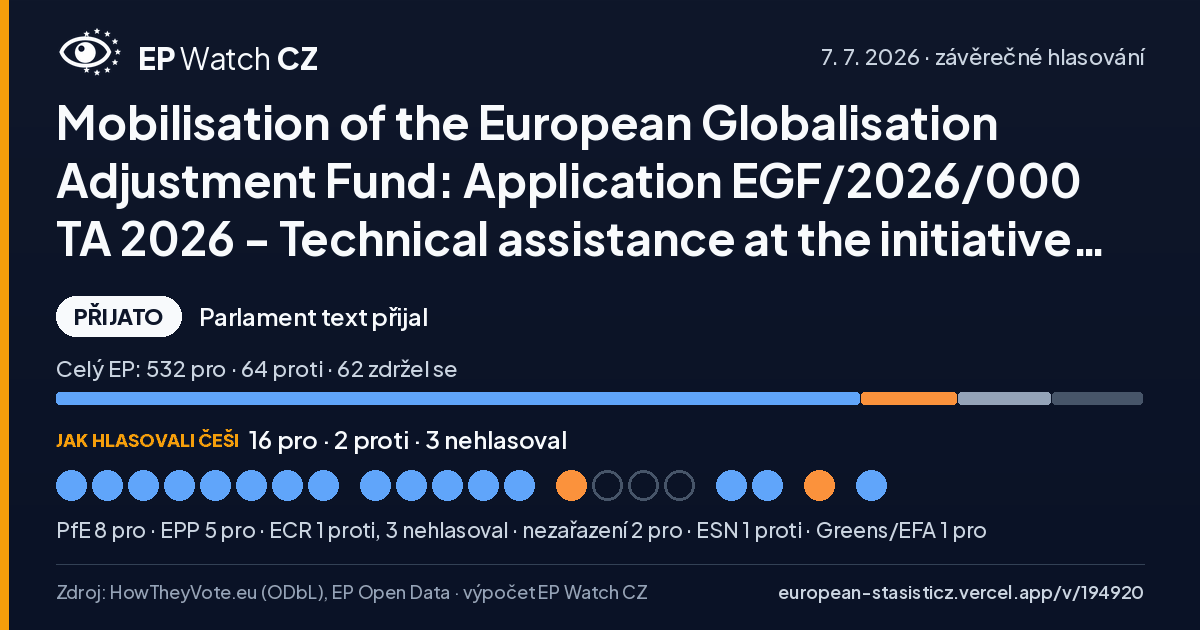 EP Watch CZ
7. 7. 2026 · závěrečné hlasování
Mobilisation of the European Globalisation
Adjustment Fund: Application EGF/2026/000
TA 2026 – Technical assistance at the initiative…
PŘIJATO Parlament text přijal
Celý EP: 532 pro · 64 proti · 62 zdržel se
JAK HLASOVALI ČEŠI 16 pro · 2 proti · 3 nehlasoval
PfE 8 pro · EPP 5 pro · ECR 1 proti, 3 nehlasoval · nezařazení 2 pro · ESN 1 proti · Greens/EFA 1 pro
Zdroj: HowTheyVote.eu (ODbL), EP Open Data · výpočet EP Watch CZ
european-stasisticz.vercel.app/v/194920